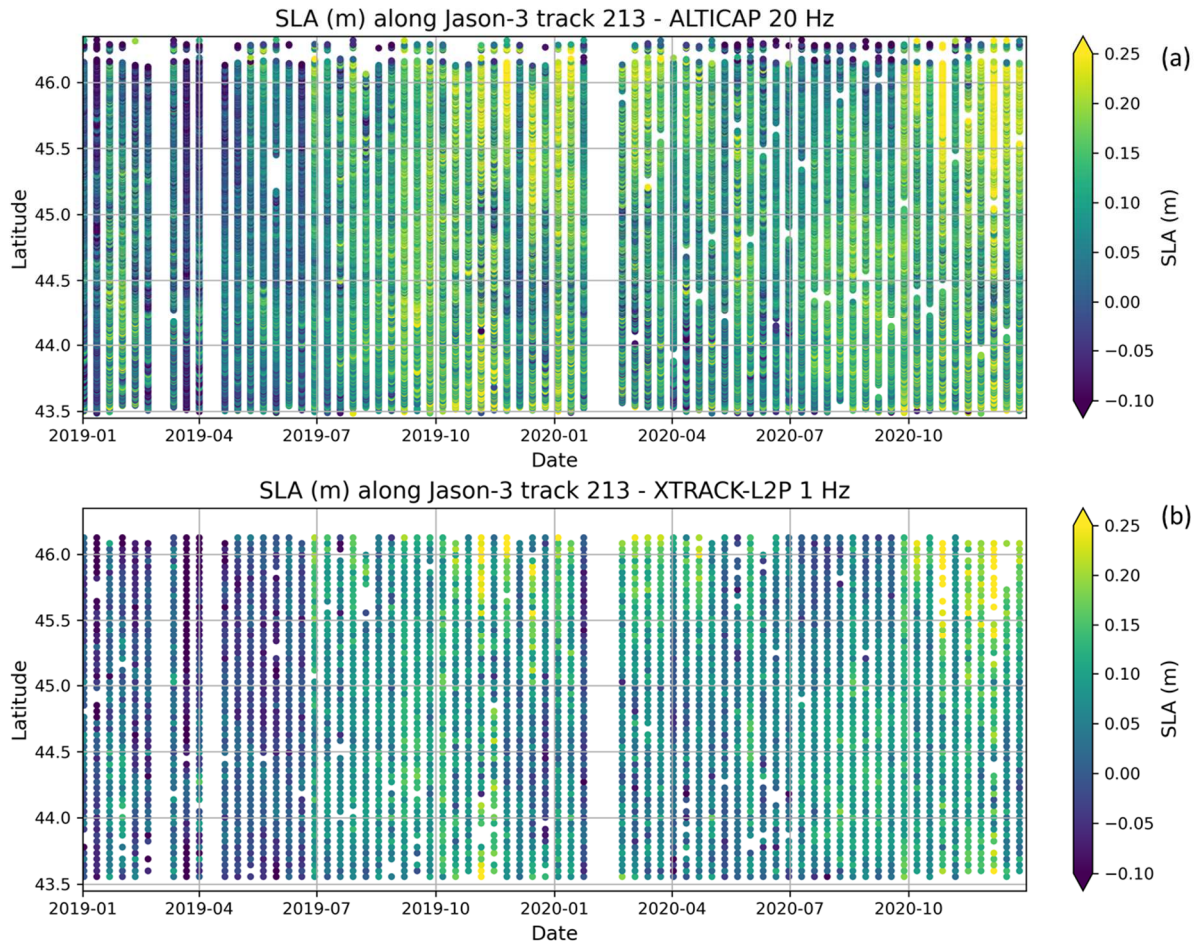 SLA (m) along Jason-3 track 213 - ALTICAP 20 Hz
(a)
46.0
45.5
45.0
44.5
44.0
43.5
Latitude
2019-01 2019-04 2019-07 2019-10 2020-01 2020-04 2020-07 2020-10
Date
0.25
0.20
0.15
0.10
0.05
0.00
−0.05
−0.10
SLA (m)
SLA (m) along Jason-3 track 213 - XTRACK-L2P 1 Hz
(b)
46.0
45.5
45.0
44.5
44.0
43.5
Latitude
2019-01 2019-04 2019-07 2019-10 2020-01 2020-04 2020-07 2020-10
Date
0.25
0.20
0.15
0.10
0.05
0.00
−0.05
−0.10
SLA (m)